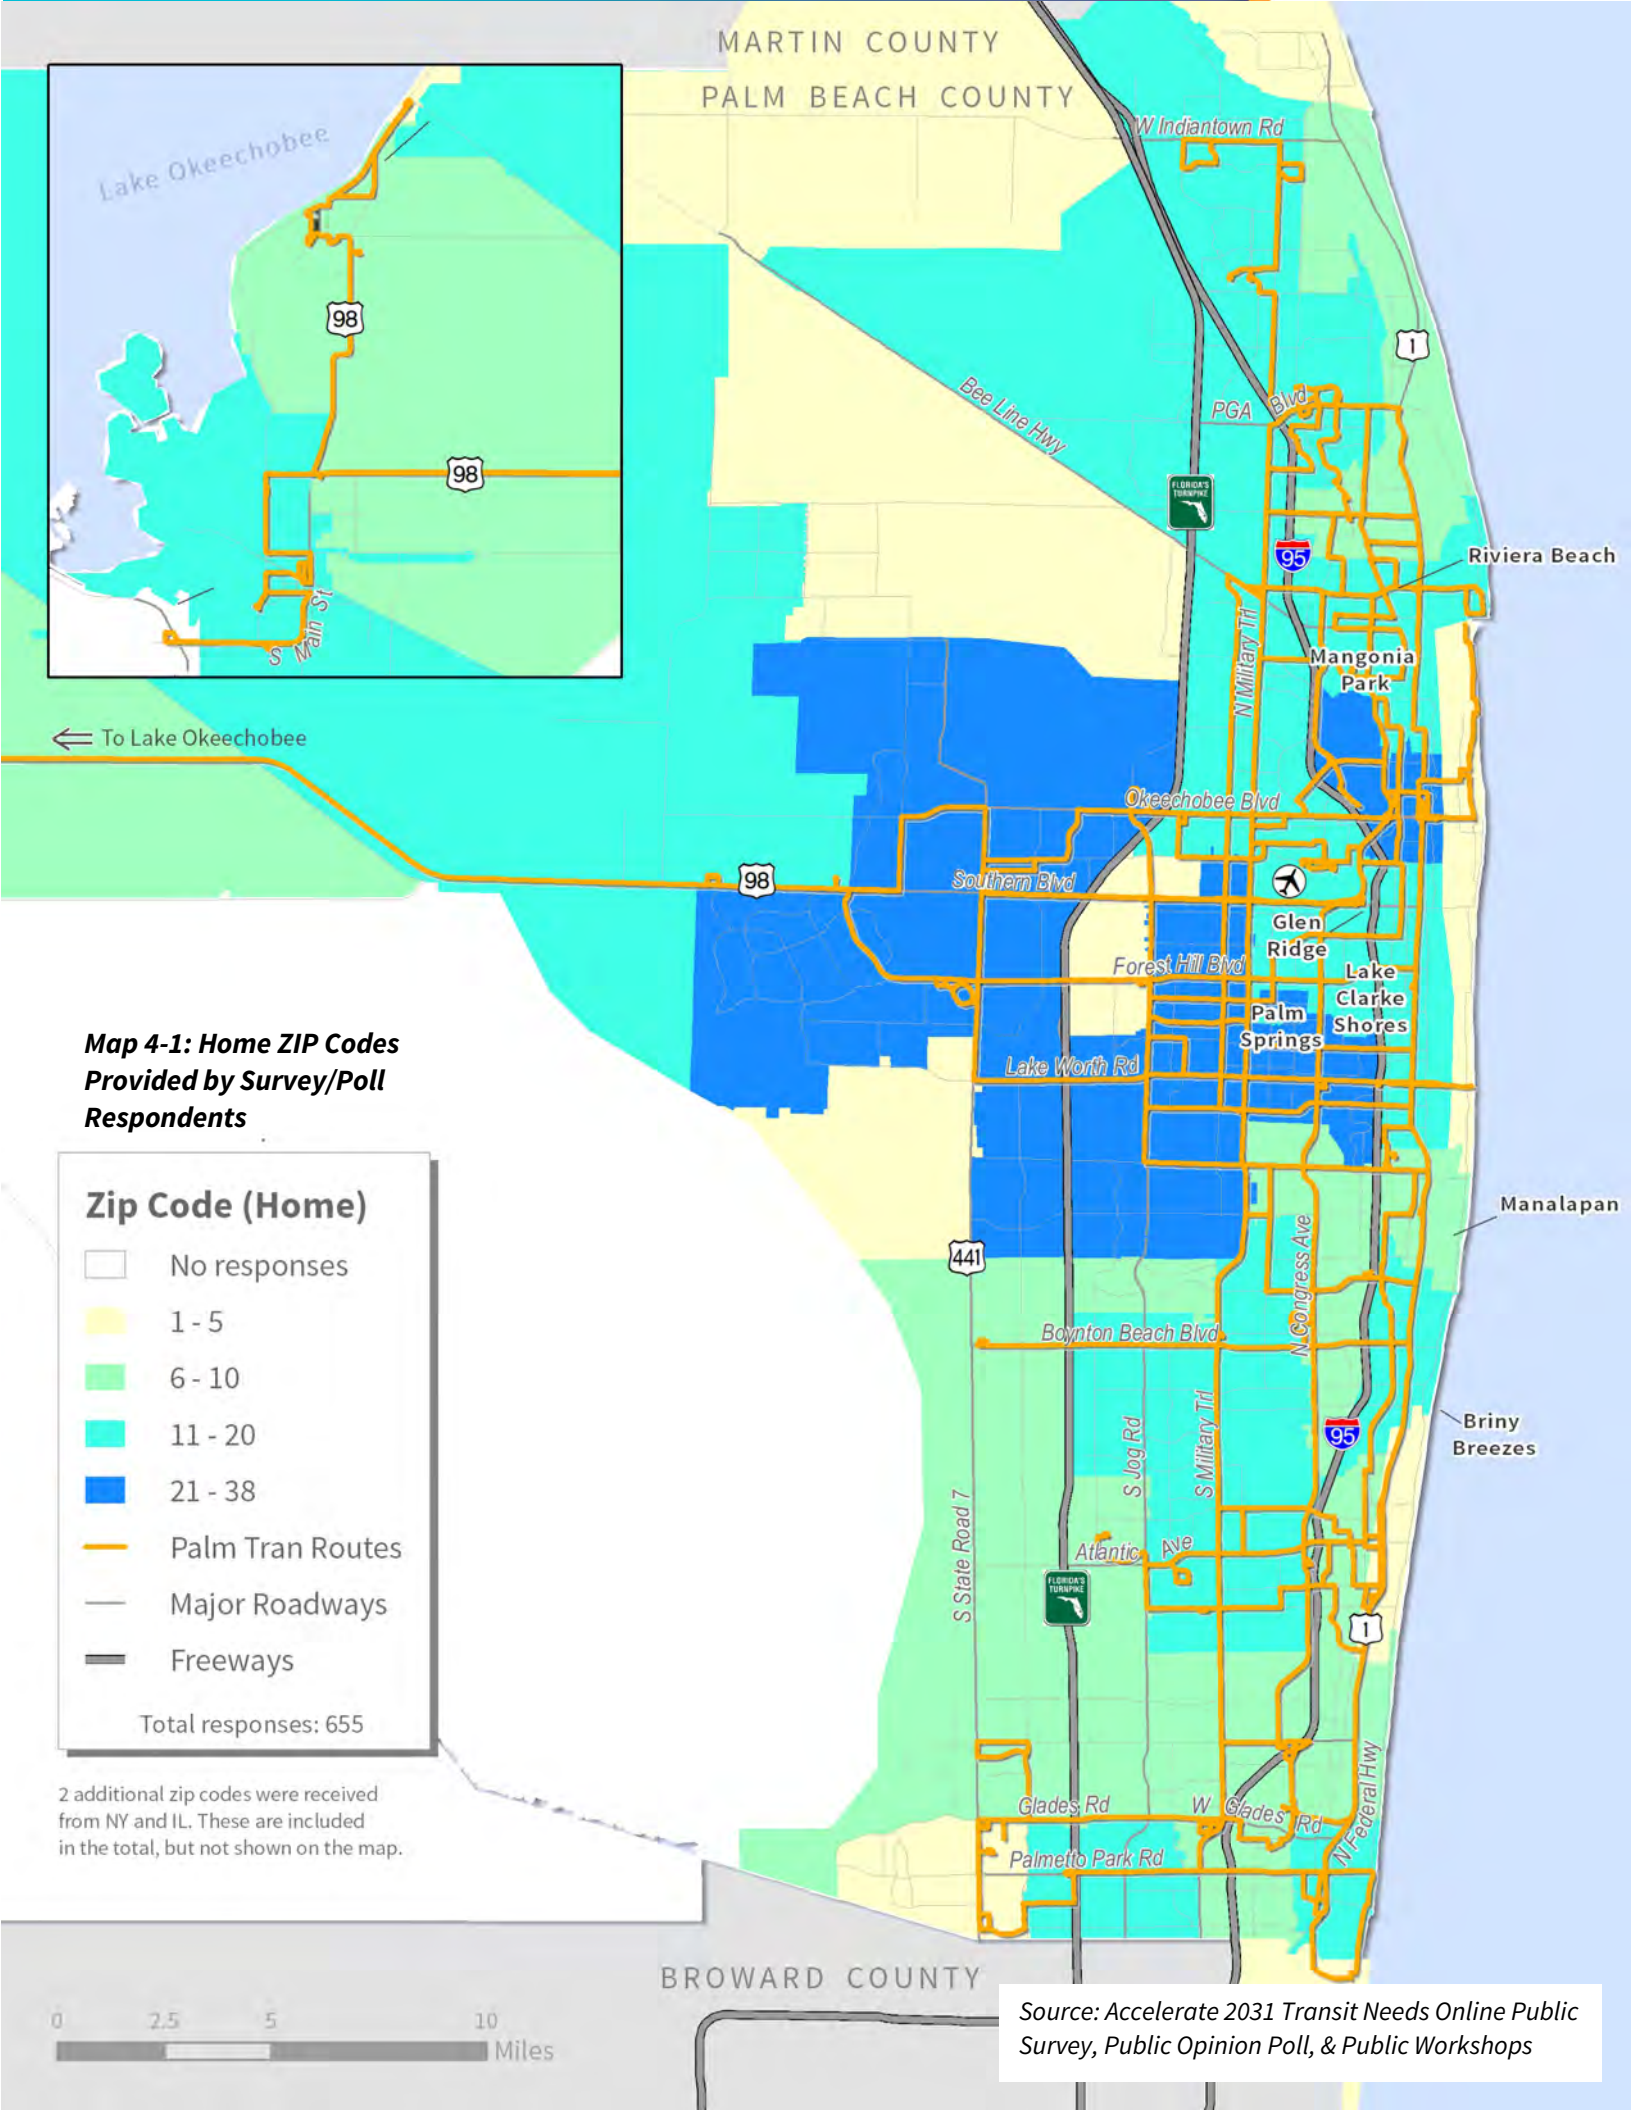 MARTIN COUNTY
PALM BEACH COUNTY
W Indiantown Rd
Lake Okeechobee
98
1
Bee Line Hwy
PGA Blvd
98
FLORIDA'S
TURNPIKE
95
Riviera Beach
S Main St
N Military Trl
Mangonia
Park
To Lake Okeechobee
Okeechobee Blvd
98
Southern Blvd
Glen
Ridge
Forest Hill Blvd
Lake
Clarke
Shores
Palm
Springs
Map 4-1: Home ZIP Codes
Provided by Survey/Poll
Respondents
Lake Worth Rd
Zip Code (Home)
No responses
1 - 5
6 - 10
11 - 20
21 - 38
Palm Tran Routes
Major Roadways
Freeways
Total responses: 655
2 additional zip codes were received
from NY and IL. These are included
in the total, but not shown on the map.
Manalapan
441
N Congress Ave
Boynton Beach Blvd
S Jog Rd
S Military Trl
95
Briny
Breezes
S State Road 7
Atlantic Ave
FLORIDA'S
TURNPIKE
1
Glades Rd
W Glades Rd
N Federal Hwy
Palmetto Park Rd
BROWARD COUNTY
0 2.5 5 10
Miles
Source: Accelerate 2031 Transit Needs Online Public
Survey, Public Opinion Poll, & Public Workshops